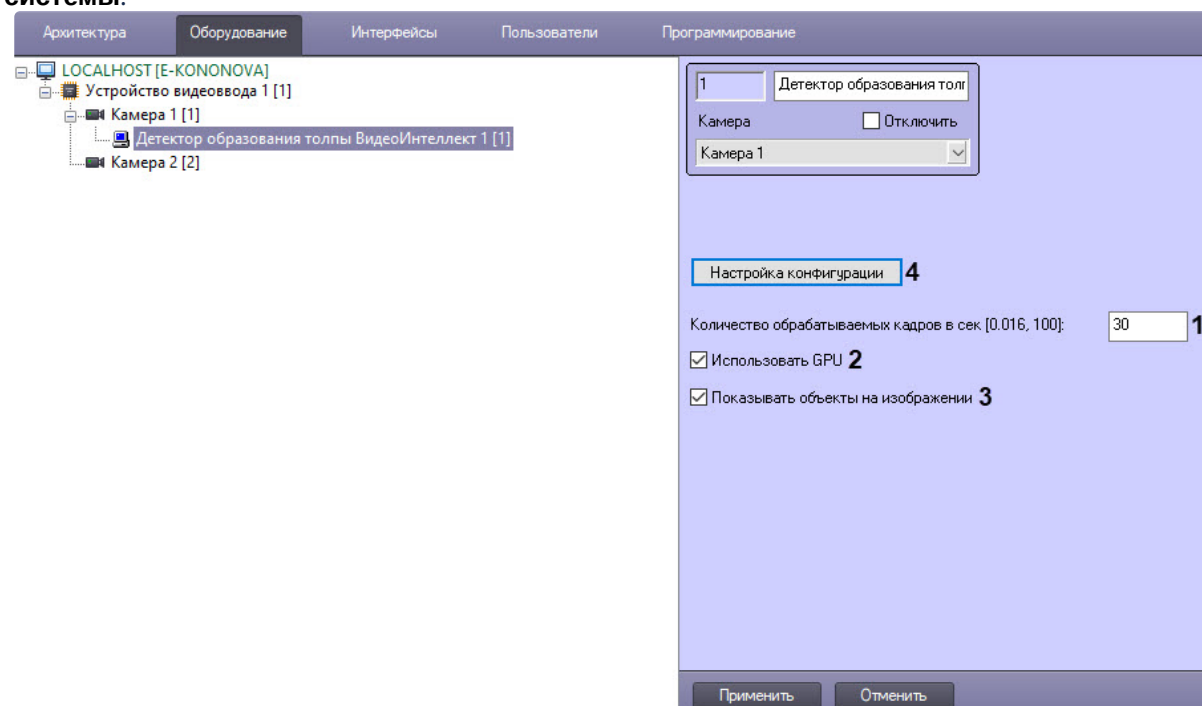 системы.
Архитектура Оборудование Интерфейсы Пользователи Программирование
LOCALHOST [E-KONONOVA]
Устройство видеоввода 1 [1]
Камера 1 [1]
Детектор образования толпы ВидеоИнтеллект 1 [1]
Камера 2 [2]
1 Детектор образования толп
Камера Отключить
Камера 1
Настройка конфигурации 4
Количество обрабатываемых кадров в сек [0.016, 100]: 30 1
Использовать GPU 2
Показывать объекты на изображении 3
Применить Отменить